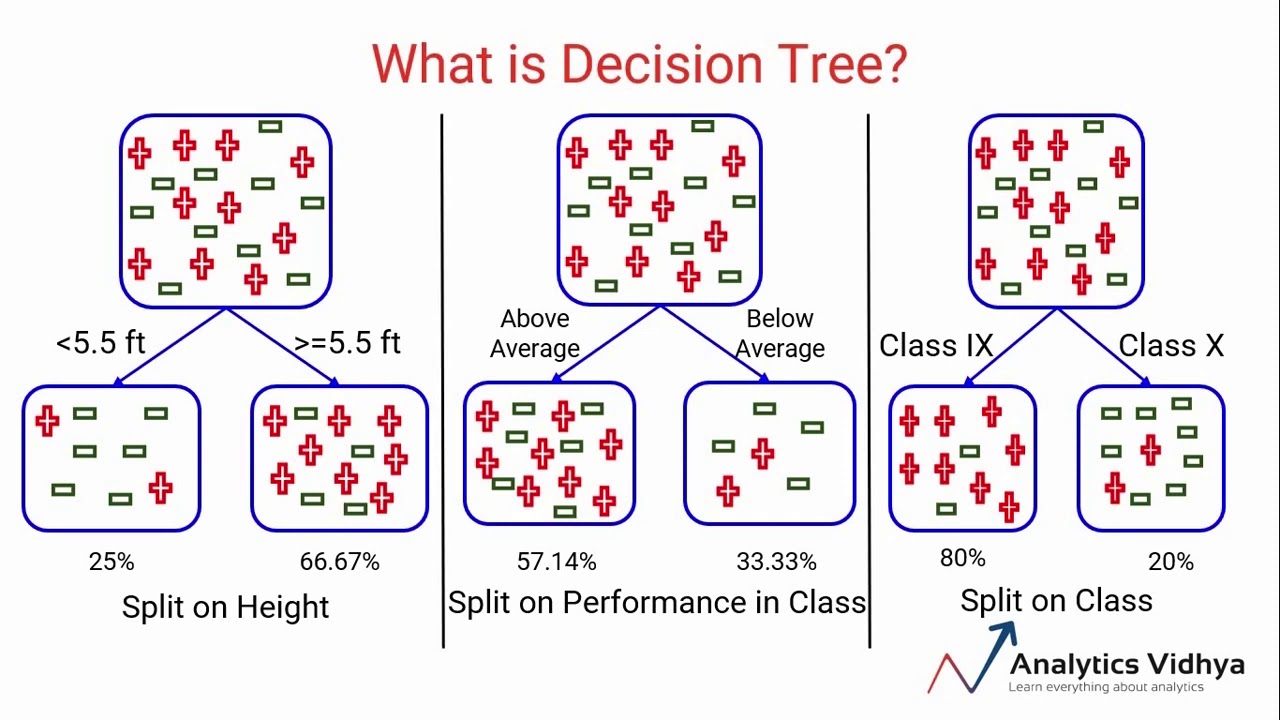 What is Decision Tree?
<5.5 ft
>=5.5 ft
25%
66.67%
Split on Height
Above
Average
Below
Average
57.14%
33.33%
Split on Performance in Class
Class IX
Class X
80%
20%
Split on Class
Analytics Vidhya
Learn everything about analytics